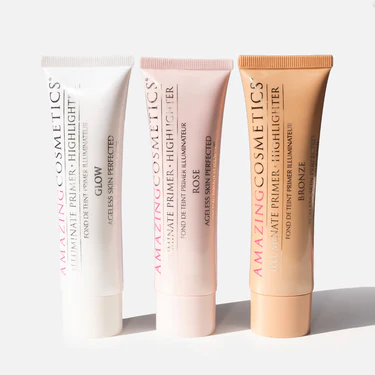 AMAZINGCOSMETICS®
ILLUMINATE PRIMER • HIGHLIGHTER
FOND DE TEINT PRIMER ILLUMINATEUR
GLOW
AGELESS SKIN PERFECTED
AMAZINGCOSMETICS®
ILLUMINATE PRIMER • HIGHLIGHTER
FOND DE TEINT PRIMER ILLUMINATEUR
ROSE
AGELESS SKIN PERFECTED
AMAZINGCOSMETICS®
ILLUMINATE PRIMER • HIGHLIGHTER
FOND DE TEINT PRIMER ILLUMINATEUR
BRONZE